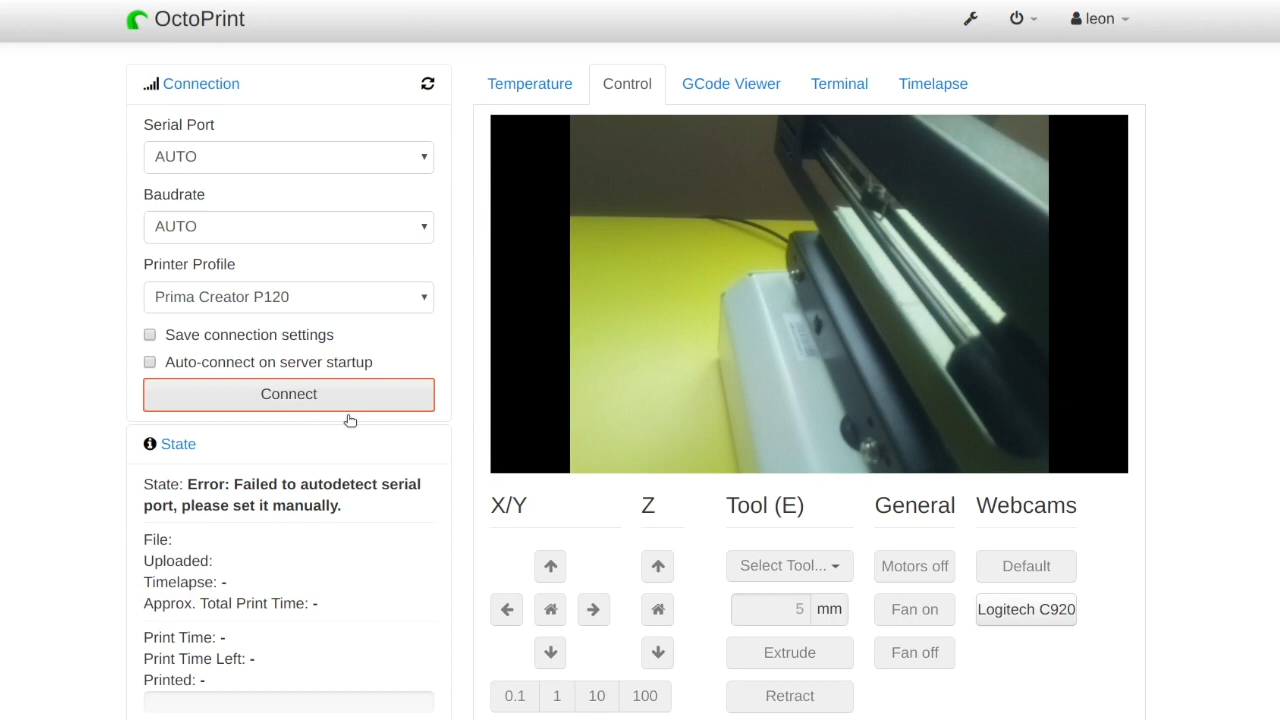 OctoPrint
leon
Connection
Serial Port
AUTO
Baudrate
AUTO
Printer Profile
Prima Creator P120
Save connection settings
Auto-connect on server startup
Connect
State
State: Error: Failed to autodetect serial
port, please set it manually.
File:
Uploaded:
Timelapse: -
Approx. Total Print Time: -
Print Time: -
Print Time Left: -
Printed: -
Temperature
Control
GCode Viewer
Terminal
Timelapse
X/Y
0.1 1 10 100
Z
Tool (E)
Select Tool...
5 mm
Extrude
Retract
General
Motors off
Fan on
Fan off
Webcams
Default
Logitech C920